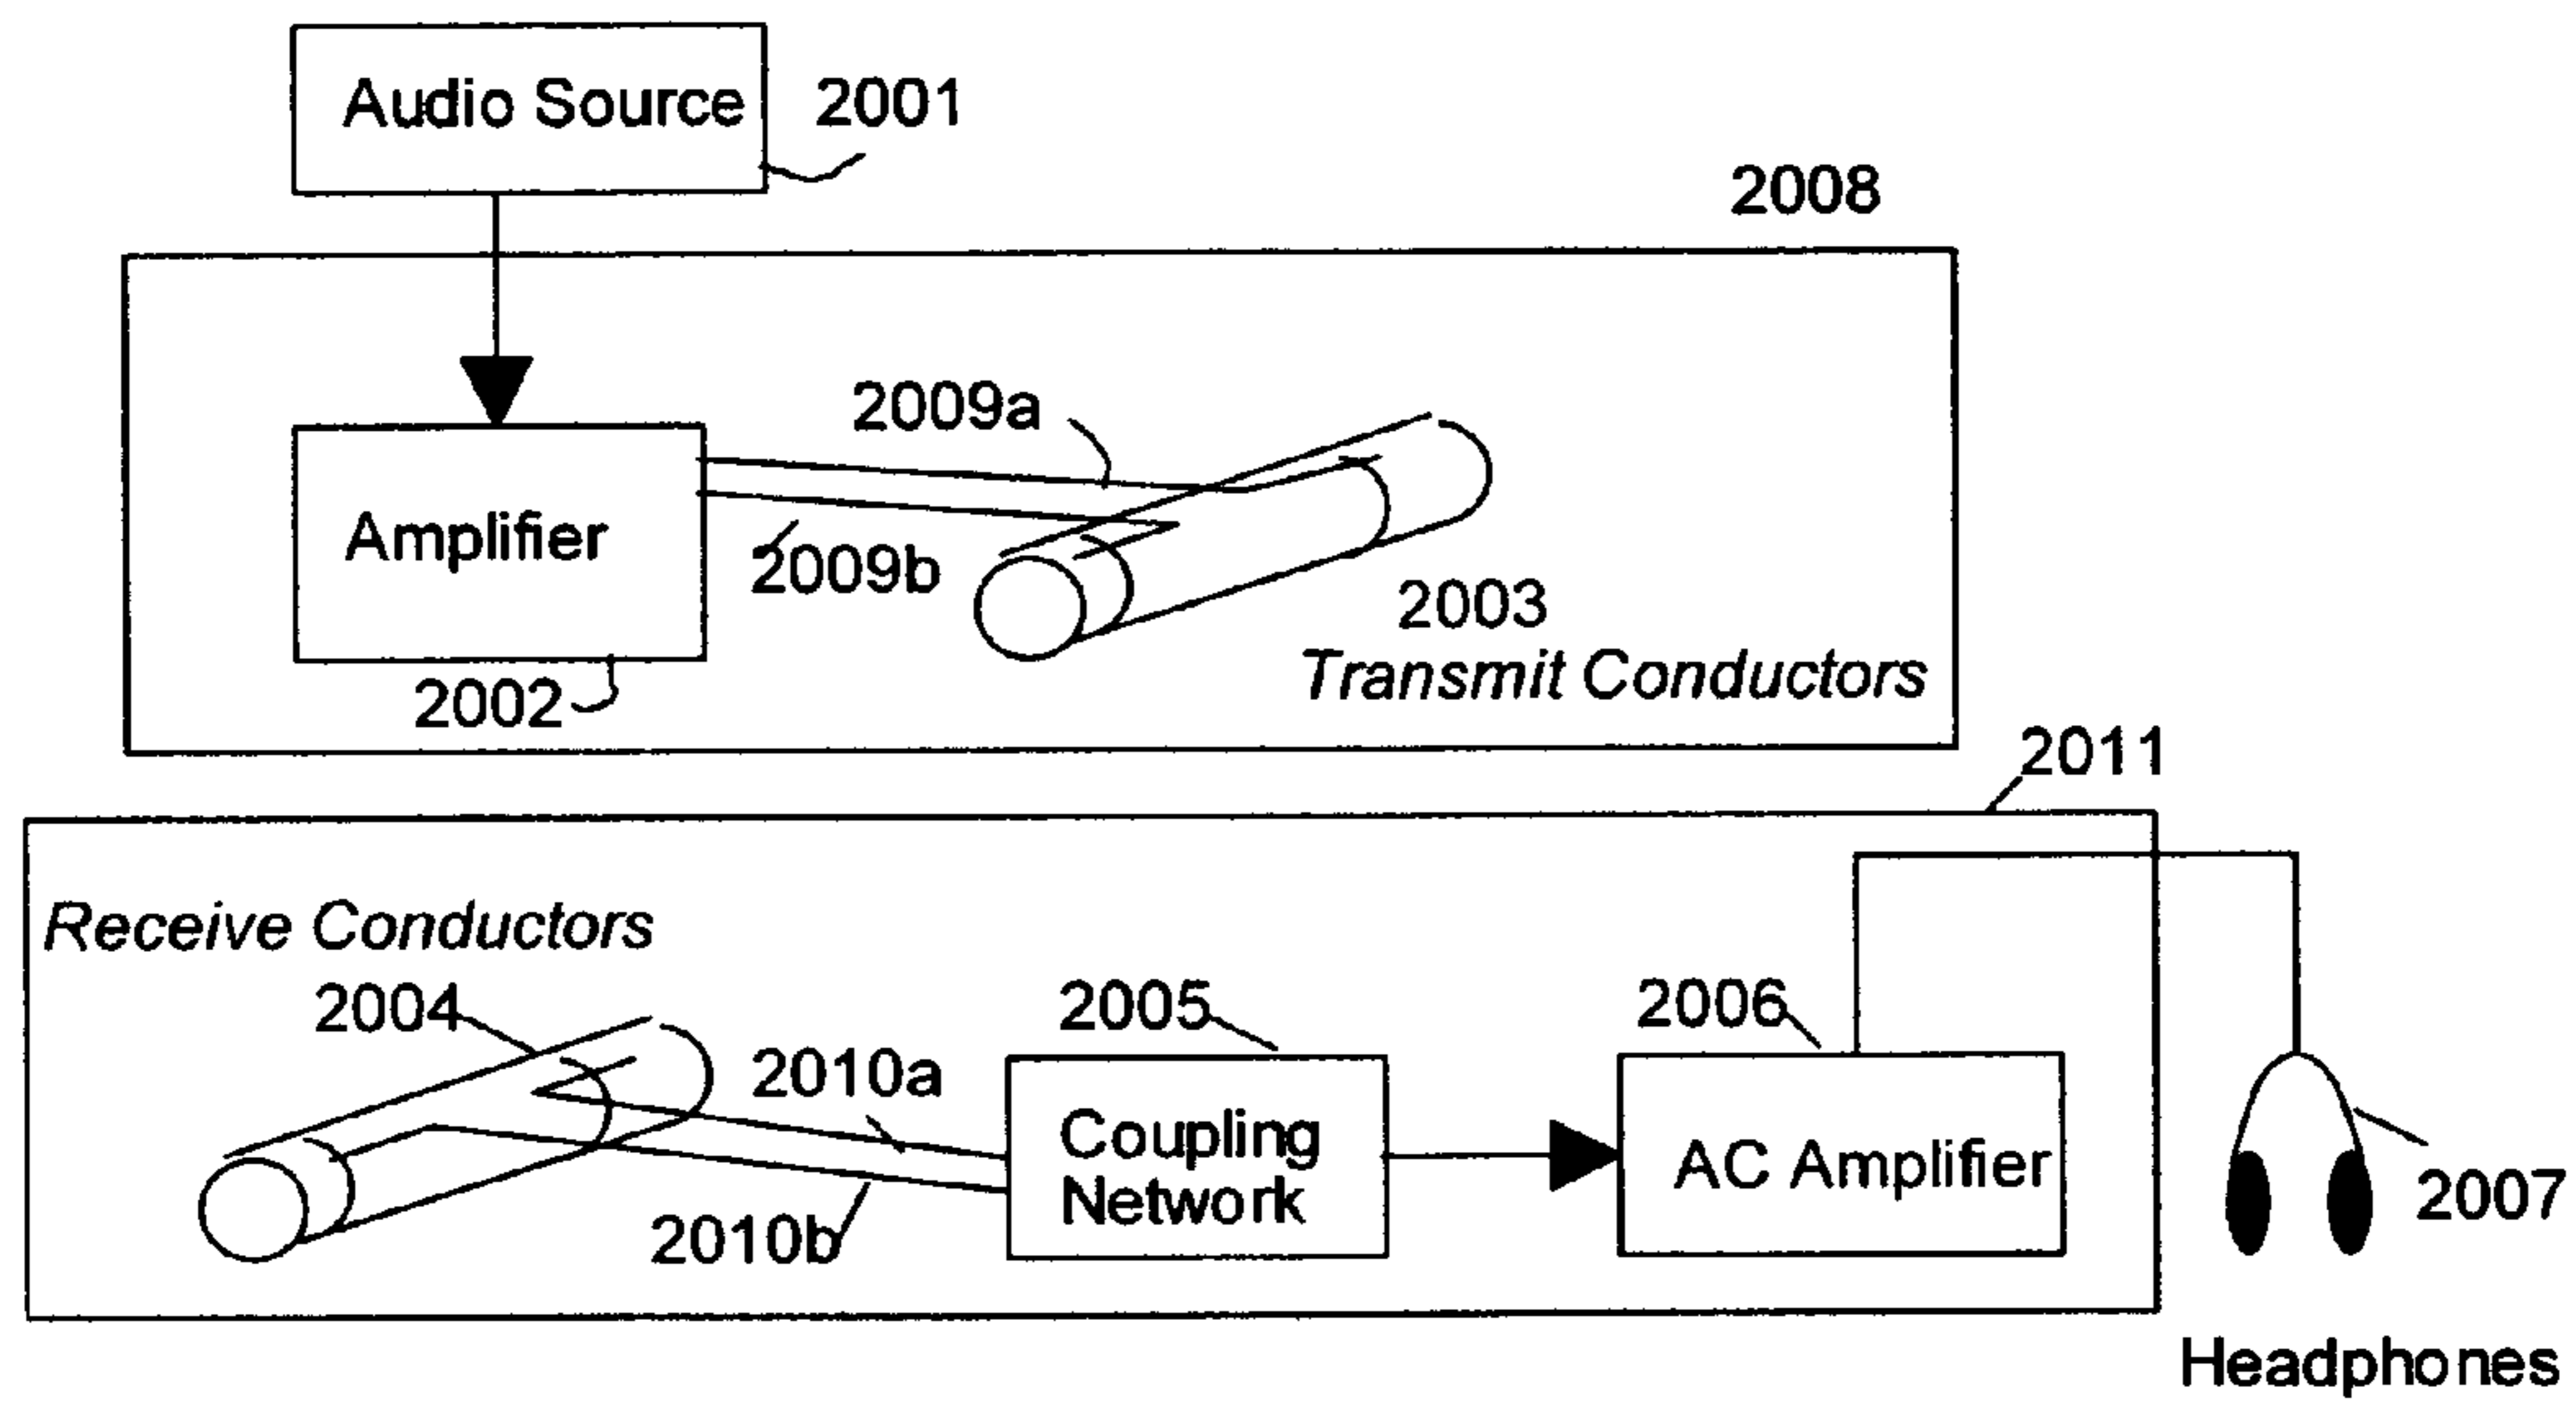 Audio Source
2001
2008
2009a
Amplifier
2009b
2003
Transmit Conductors
2002
2011
Receive Conductors
2004
2005
2006
2010a
Coupling
Network
AC Amplifier
2007
2010b
Headphones